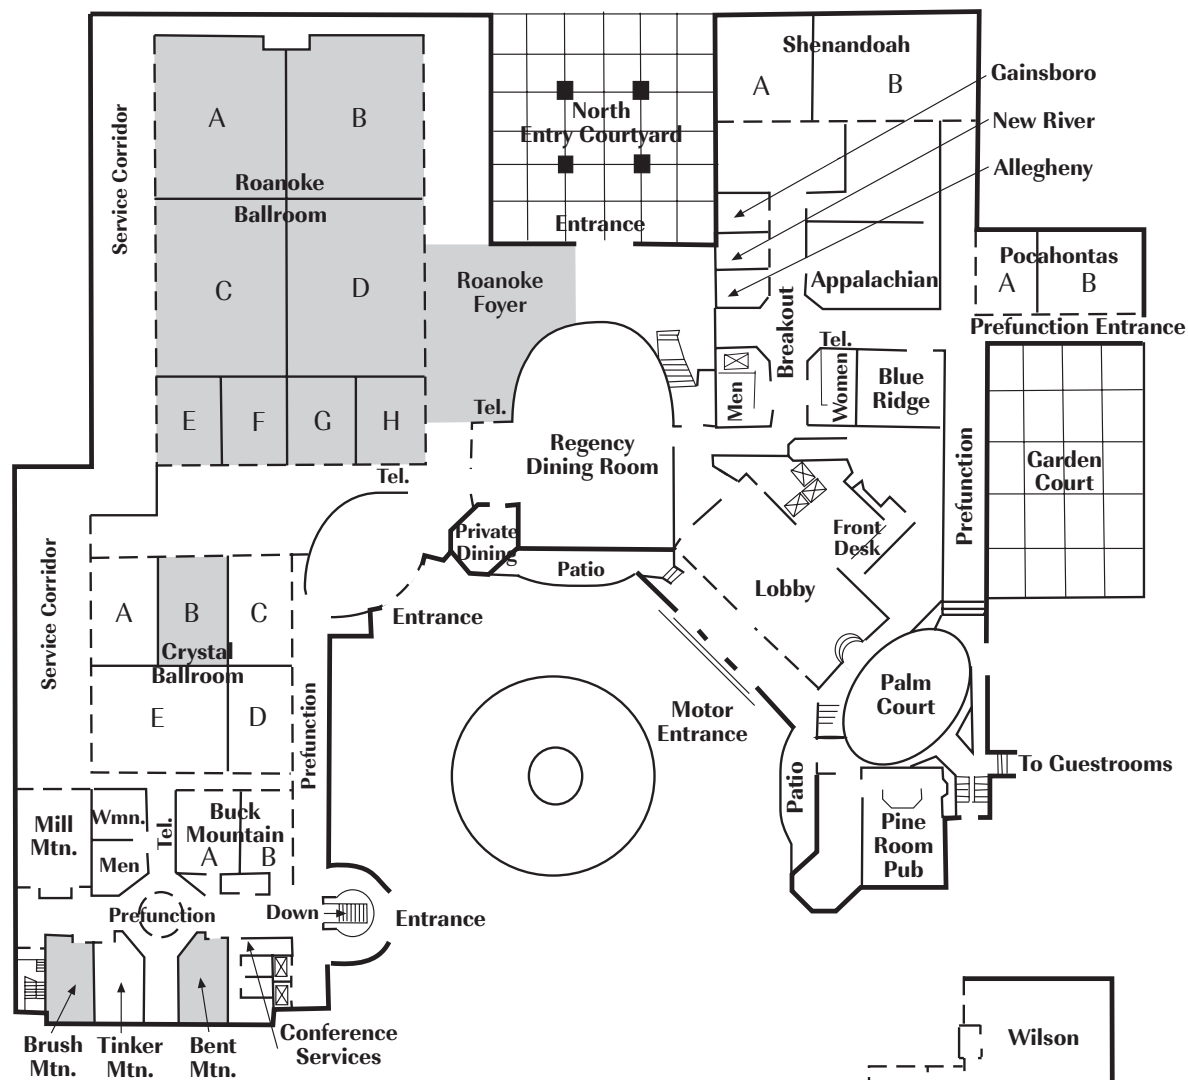 Shenandoah
A
B
Gainsboro
New River
Allegheny
North
Entry Courtyard
Entrance
Service Corridor
A
B
Roanoke
Ballroom
C
D
E
F
G
H
Roanoke
Foyer
Tel.
Tel.
Appalachian
Breakout
Pocahontas
A
B
Prefunction Entrance
Tel.
Men
Women
Blue
Ridge
Regency
Dining Room
Prefunction
Garden
Court
Private
Dining
Patio
Front
Desk
Lobby
Entrance
Service Corridor
A
B
C
Crystal
Ballroom
E
D
Prefunction
Palm
Court
Motor
Entrance
To Guestrooms
Patio
Pine
Room
Pub
Mill
Mtn.
Wmn.
Men
Tel.
Buck
Mountain
A
B
Prefunction
Down
Entrance
Brush
Mtn.
Tinker
Mtn.
Bent
Mtn.
Conference
Services
Wilson